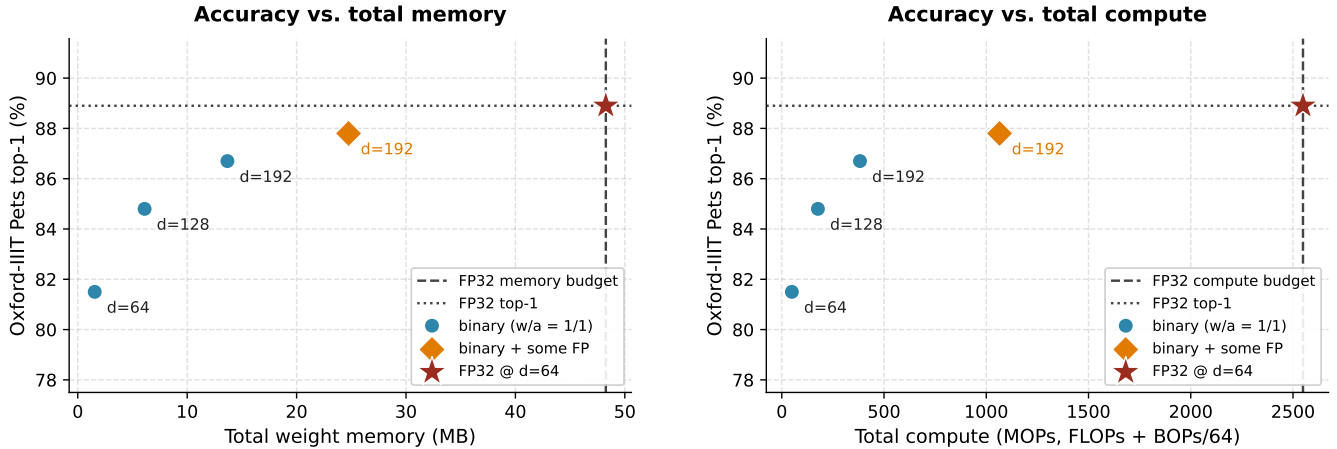 Accuracy vs. total memory
Oxford-IIIT Pets top-1 (%)
90
88
86
84
82
80
78
d=192
d=192
d=128
d=64
FP32 memory budget
FP32 top-1
binary (w/a = 1/1)
binary + some FP
FP32 @ d=64
0 10 20 30 40 50
Total weight memory (MB)
Accuracy vs. total compute
Oxford-IIIT Pets top-1 (%)
90
88
86
84
82
80
78
d=192
d=192
d=128
d=64
FP32 compute budget
FP32 top-1
binary (w/a = 1/1)
binary + some FP
FP32 @ d=64
0 500 1000 1500 2000 2500
Total compute (MOPs, FLOPs + BOPs/64)